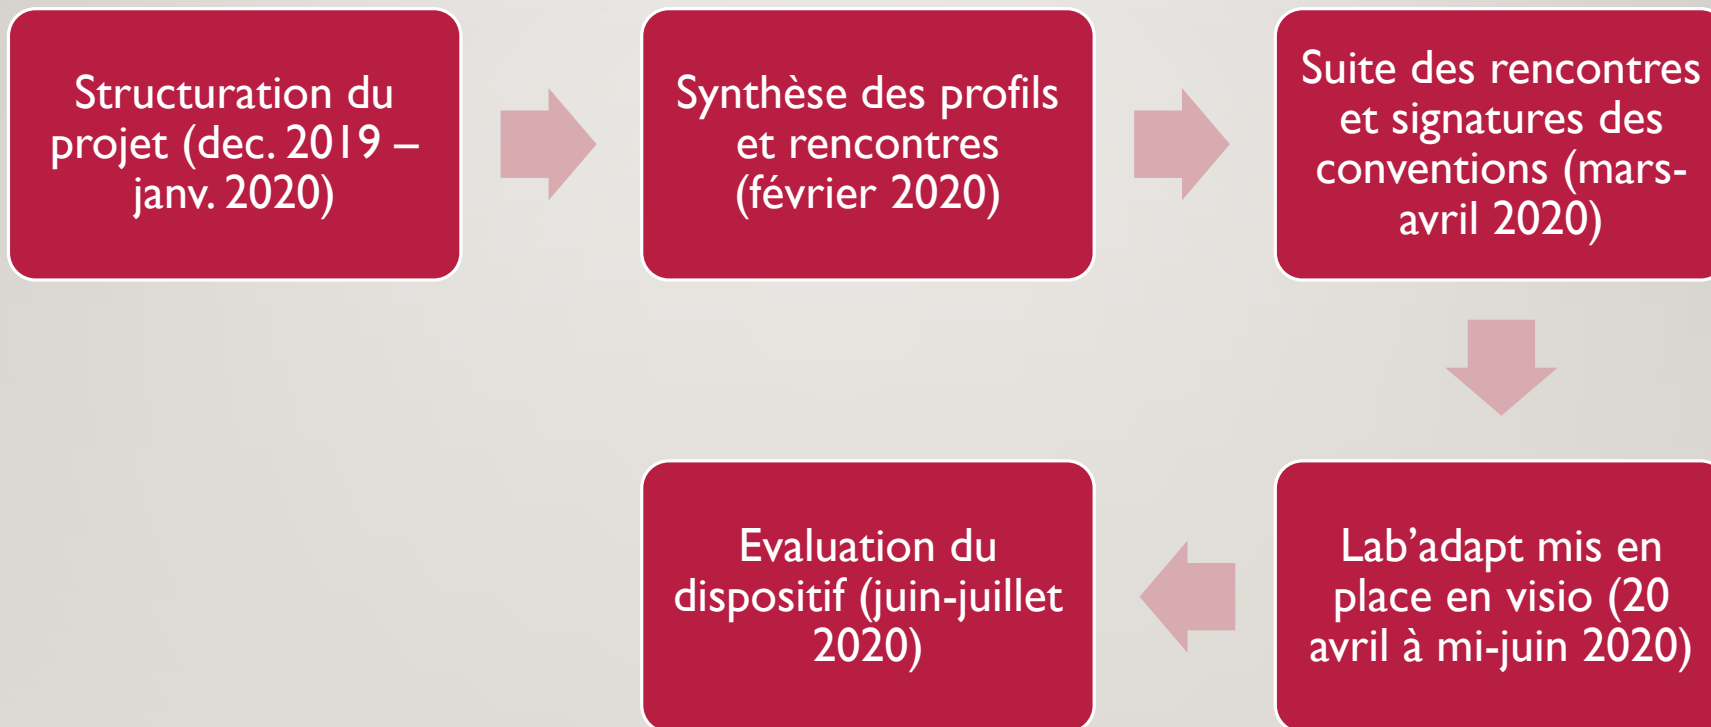 Structuration du
projet (dec. 2019 –
janv. 2020)
Synthèse des profils
et rencontres
(février 2020)
Suite des rencontres
et signatures des
conventions (mars-
avril 2020)
Lab’adapt mis en
place en visio (20
avril à mi-juin 2020)
Evaluation du
dispositif (juin-juillet
2020)